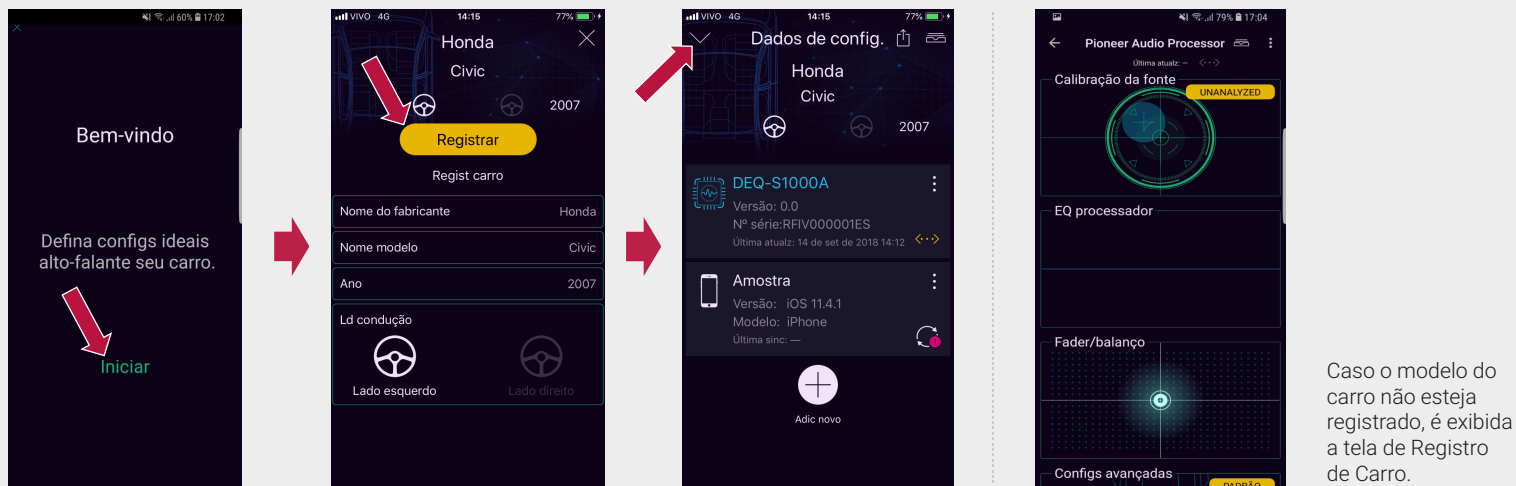 60% 17:02
Bem-vindo
Defina configs ideais
alto-falante seu carro.
Iniciar
VIVO 4G 14:15 77%
Honda
Civic
2007
Registrar
Regist carro
Nome do fabricante Honda
Nome modelo Civic
Ano 2007
Ld condução
Lado esquerdo Lado direito
VIVO 4G 14:15 77%
Dados de config.
Honda
Civic
2007
DEQ-S1000A
Versão: 0.0
Nº série:RFIV000001ES
Última atualz: 14 de set de 2018 14:12
Amostra
Versão: iOS 11.4.1
Modelo: iPhone
Última sinc: —
Adic novo
79% 17:04
Pioneer Audio Processor
Última atualz: –
Calibração da fonte
UNANALYZED
EQ processador
Fader/balanço
Configs avançadas
PADRÃO
Caso o modelo do
carro não esteja
registrado, é exibida
a tela de Registro
de Carro.